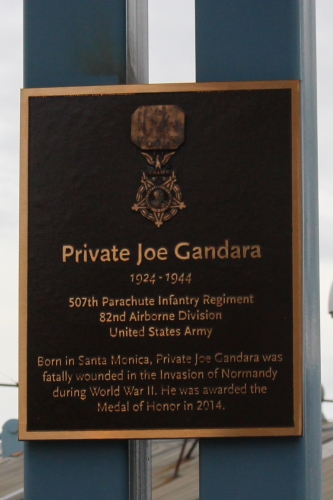 Private Joe Gandara
1924-1944
507th Parachute Infantry Regiment
82nd Airborne Division
United States Army
Born in Santa Monica, Private Joe Gandara was
fatally wounded in the Invasion of Normandy
during World War II. He was awarded the
Medal of Honor in 2014.